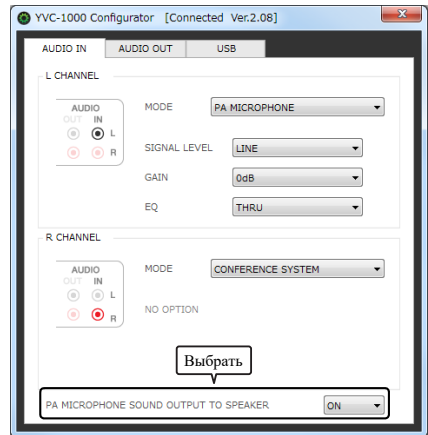 YVC-1000 Configurator [Connected Ver.2.08]
x
AUDIO IN AUDIO OUT USB
L CHANNEL
AUDIO
OUT IN
L
R
MODE PA MICROPHONE
SIGNAL LEVEL LINE
GAIN 0dB
EQ THRU
R CHANNEL
AUDIO
OUT IN
L
R
MODE CONFERENCE SYSTEM
NO OPTION
Выбрать
PA MICROPHONE SOUND OUTPUT TO SPEAKER ON